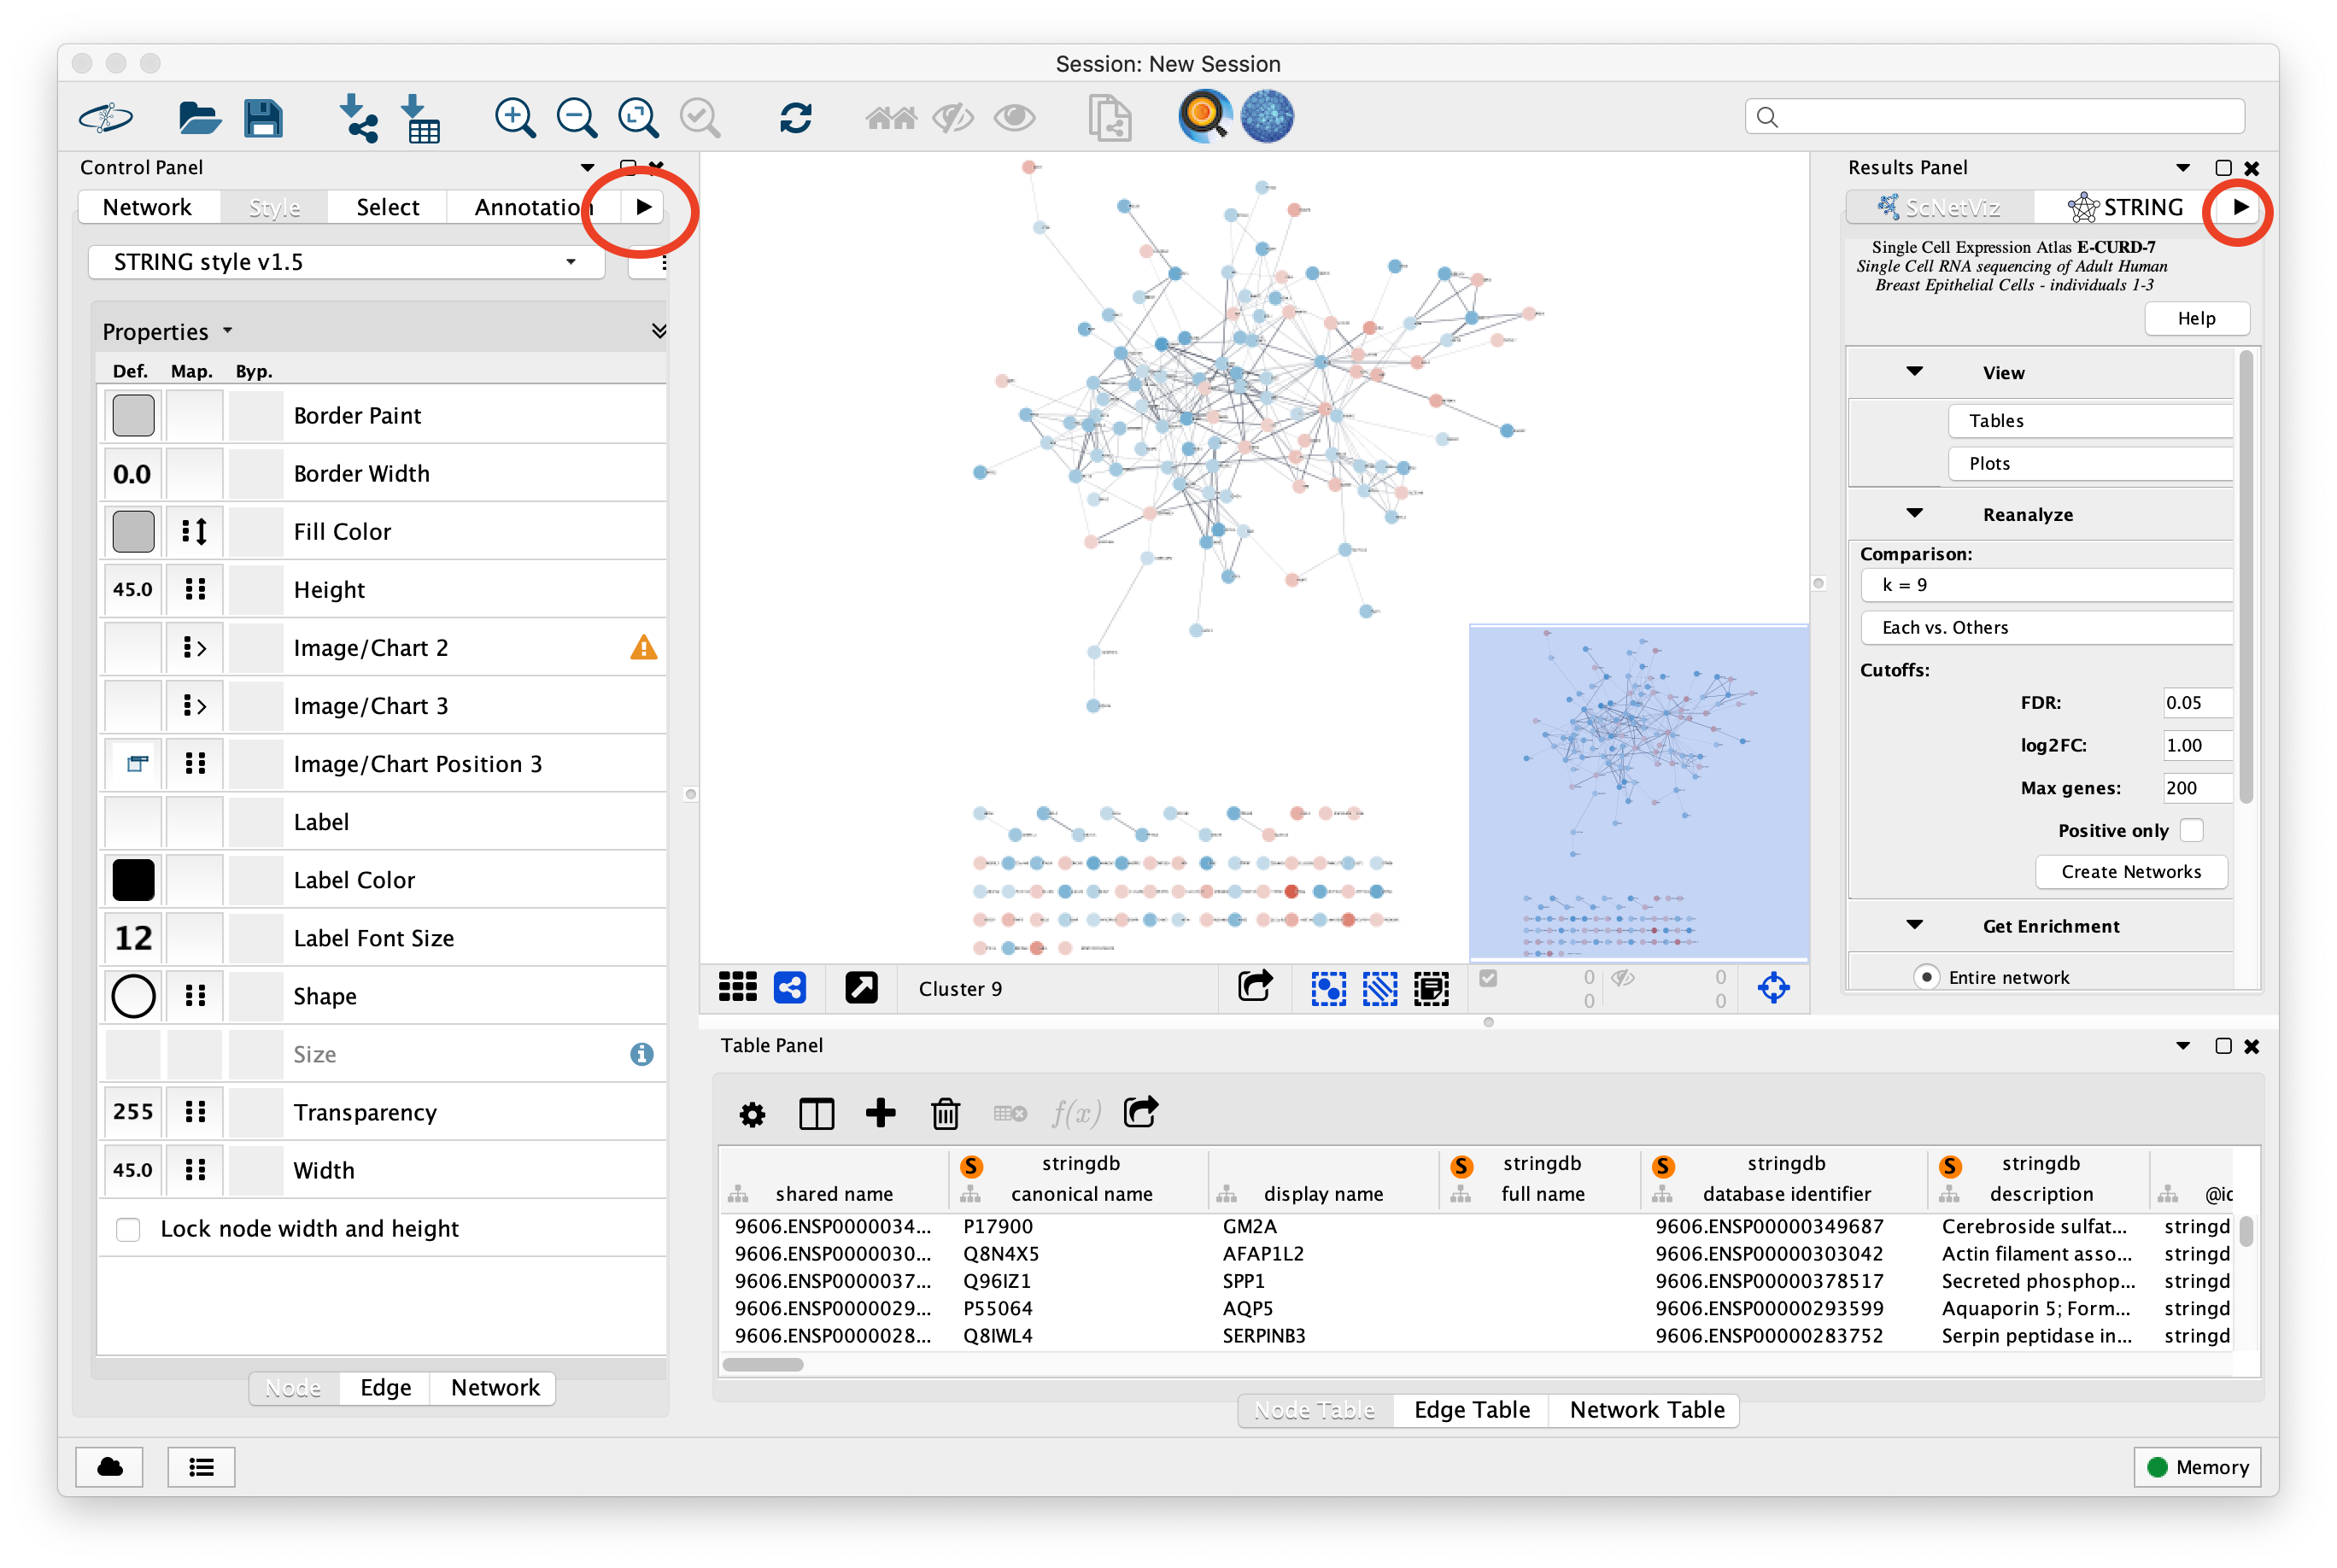 Session: New Session
Control Panel
Network Style Select Annotation
STRING style v1.5
Properties
Def. Map. Byp.
Border Paint
0.0 Border Width
Fill Color
45.0 Height
Image/Chart 2
Image/Chart 3
Image/Chart Position 3
Label
Label Color
12 Label Font Size
Shape
Size
255 Transparency
45.0 Width
Lock node width and height
Node Edge Network
Cluster 9
0 0
0 0
Results Panel
ScNetViz STRING
Single Cell Expression Atlas E-CURD-7
Single Cell RNA sequencing of Adult Human
Breast Epithelial Cells - individuals 1-3
Help
View
Tables
Plots
Reanalyze
Comparison:
k = 9
Each vs. Others
Cutoffs:
FDR: 0.05
log2FC: 1.00
Max genes: 200
Positive only
Create Networks
Get Enrichment
Entire network
Table Panel
f(x)
S stringdb S stringdb S stringdb S stringdb
shared name canonical name display name full name database identifier description @id
9606.ENSP0000034... P17900 GM2A 9606.ENSP00000349687 Cerebroside sulfat... stringd
9606.ENSP0000030... Q8N4X5 AFAP1L2 9606.ENSP00000303042 Actin filament asso... stringd
9606.ENSP0000037... Q96IZ1 SPP1 9606.ENSP00000378517 Secreted phosphop... stringd
9606.ENSP0000029... P55064 AQP5 9606.ENSP00000293599 Aquaporin 5; Form... stringd
9606.ENSP0000028... Q8IWL4 SERPINB3 9606.ENSP00000283752 Serpin peptidase in... stringd
Node Table Edge Table Network Table
Memory